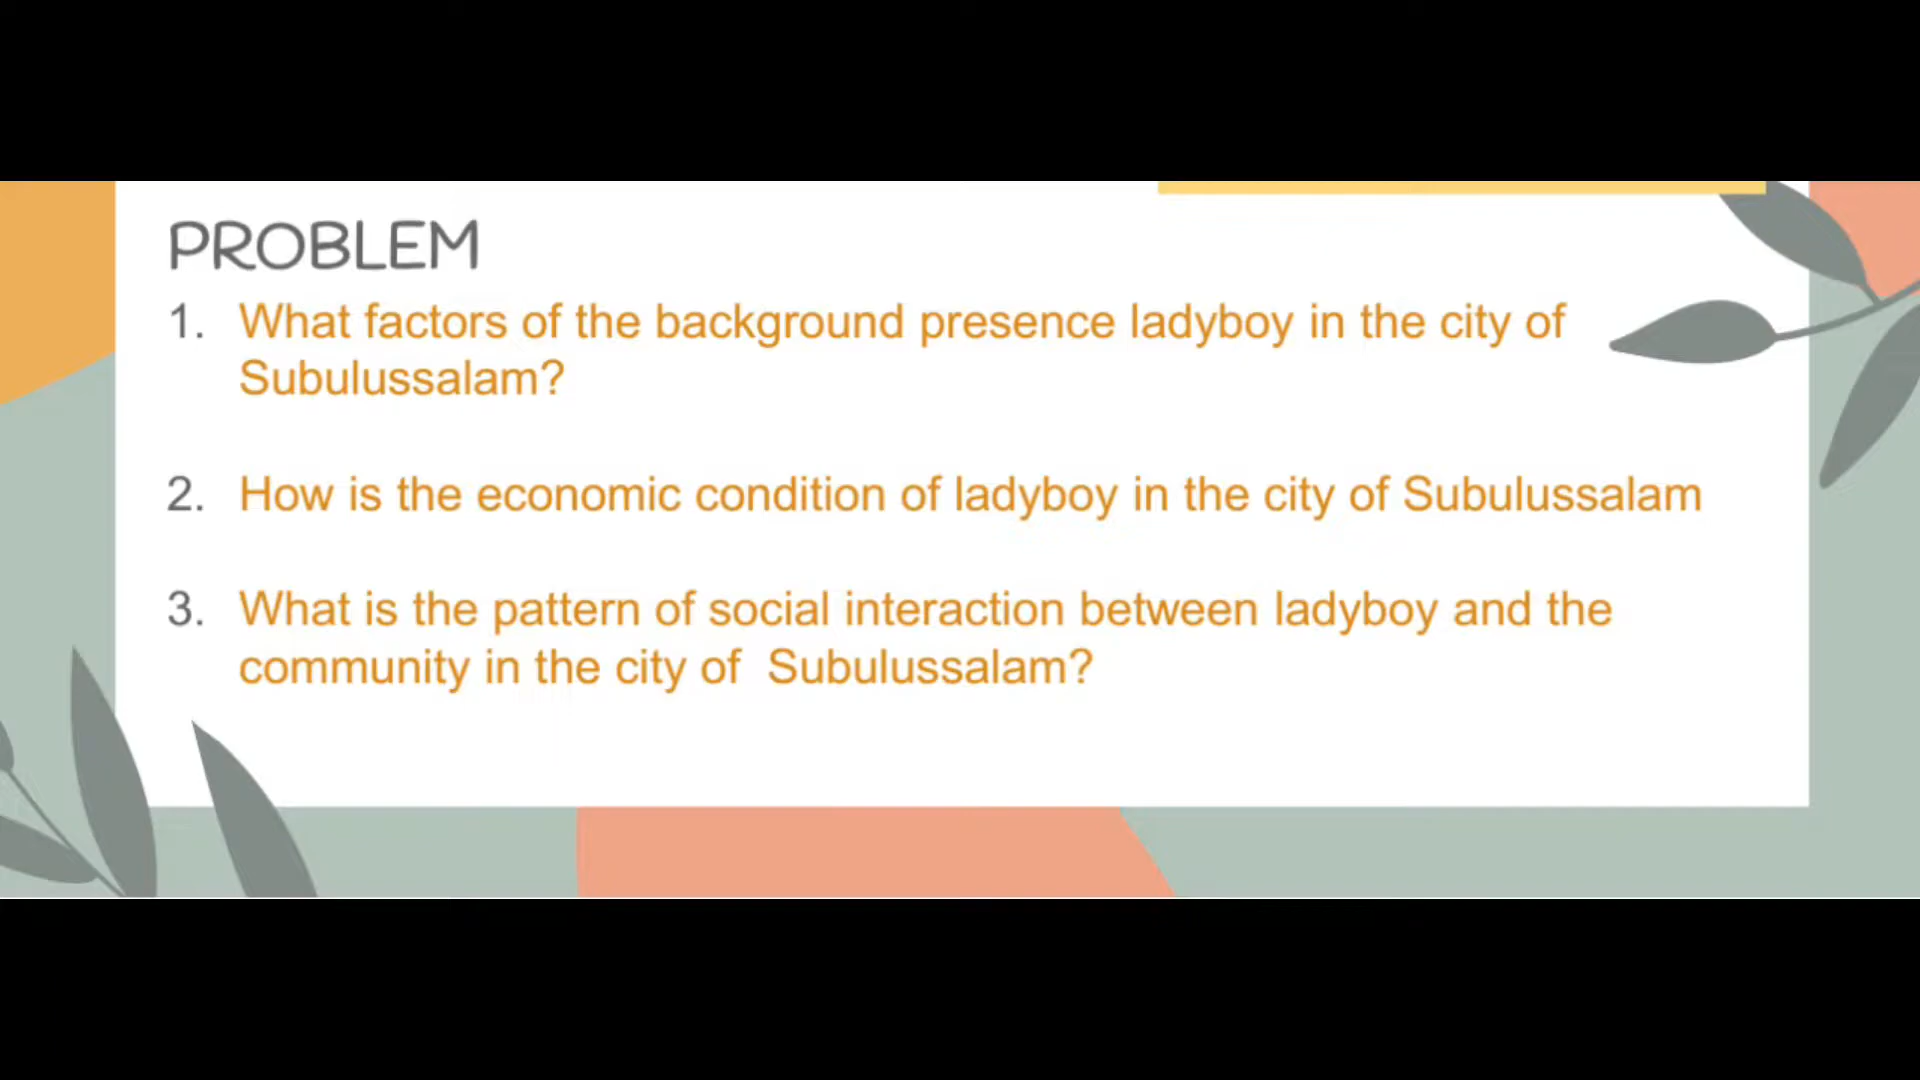 PROBLEM
1. What factors of the background presence ladyboy in the city of
Subulussalam?
2. How is the economic condition of ladyboy in the city of Subulussalam
3. What is the pattern of social interaction between ladyboy and the
community in the city of  Subulussalam?